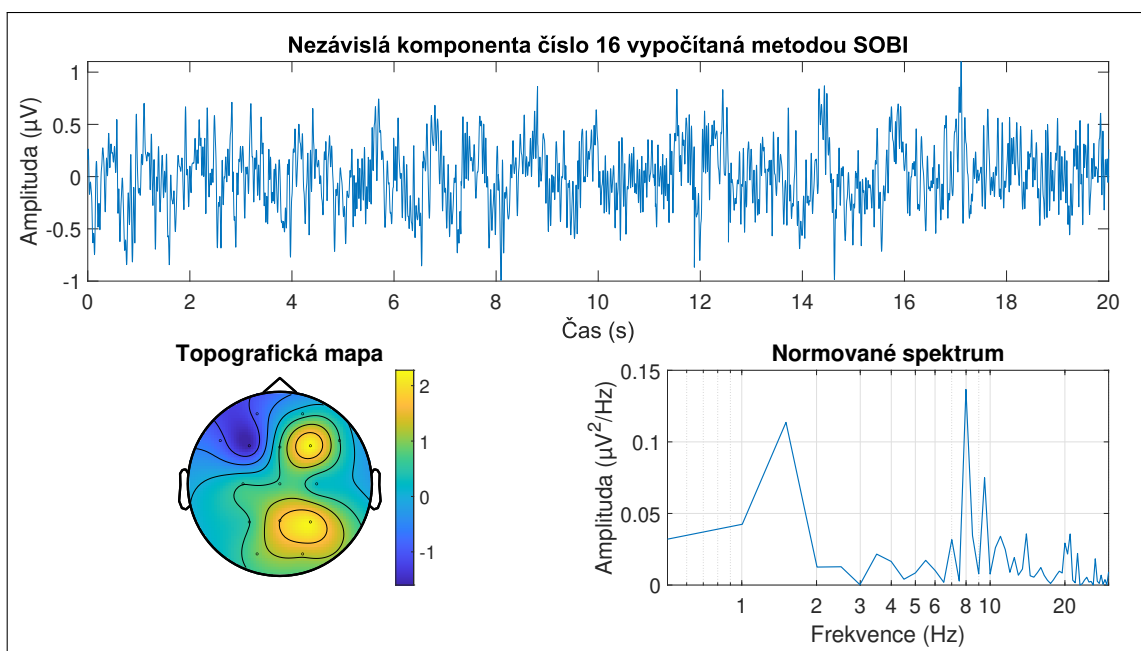 Nezávislá komponenta číslo 16 vypočítaná metodou SOBI
Amplituda (µV)
1
0.5
0
-0.5
-1
0 2 4 6 8 10 12 14 16 18 20
Čas (s)
Topografická mapa
2
1
0
-1
Normované spektrum
Amplituda (µV²/Hz)
0.15
0.1
0.05
0
1 2 3 4 5 6 8 10 20
Frekvence (Hz)